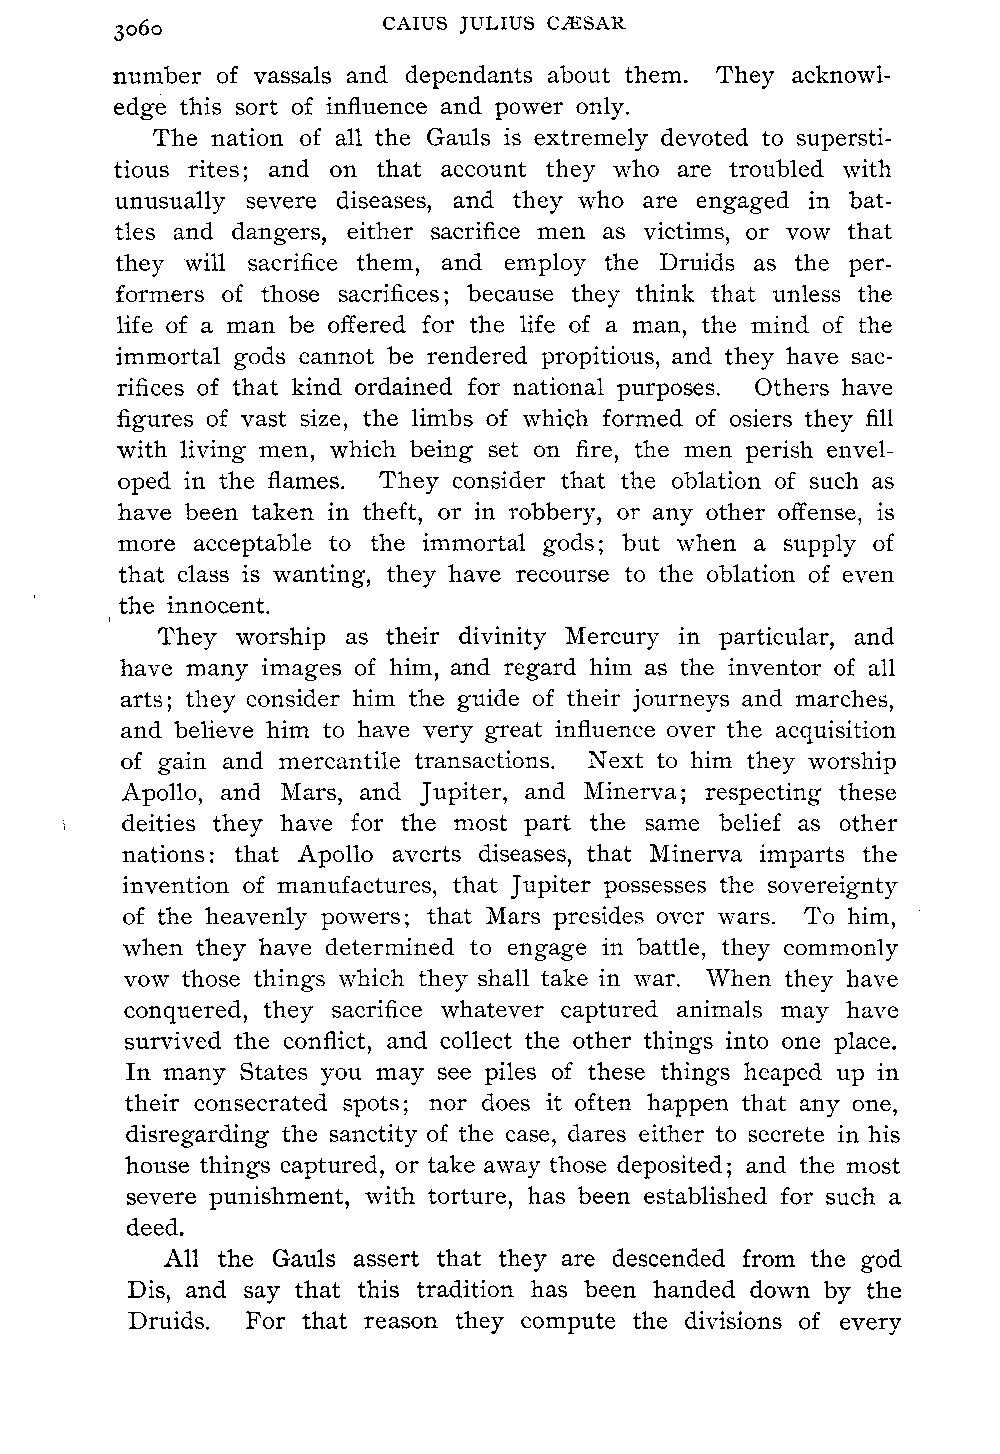 3060 CAIUS JULIUS CÆSAR
number of vassals and dependants about them. They acknowl-
edge this sort of influence and power only.
The nation of all the Gauls is extremely devoted to supersti-
tious rites; and on that account they who are troubled with
unusually severe diseases, and they who are engaged in bat-
tles and dangers, either sacrifice men as victims, or vow that
they will sacrifice them, and employ the Druids as the per-
formers of those sacrifices; because they think that unless the
life of a man be offered for the life of a man, the mind of the
immortal gods cannot be rendered propitious, and they have sac-
rifices of that kind ordained for national purposes. Others have
figures of vast size, the limbs of which formed of osiers they fill
with living men, which being set on fire, the men perish envel-
oped in the flames. They consider that the oblation of such as
have been taken in theft, or in robbery, or any other offense, is
more acceptable to the immortal gods; but when a supply of
that class is wanting, they have recourse to the oblation of even
the innocent.
They worship as their divinity Mercury in particular, and
have many images of him, and regard him as the inventor of all
arts; they consider him the guide of their journeys and marches,
and believe him to have very great influence over the acquisition
of gain and mercantile transactions. Next to him they worship
Apollo, and Mars, and Jupiter, and Minerva; respecting these
deities they have for the most part the same belief as other
nations: that Apollo averts diseases, that Minerva imparts the
invention of manufactures, that Jupiter possesses the sovereignty
of the heavenly powers; that Mars presides over wars. To him,
when they have determined to engage in battle, they commonly
vow those things which they shall take in war. When they have
conquered, they sacrifice whatever captured animals may have
survived the conflict, and collect the other things into one place.
In many States you may see piles of these things heaped up in
their consecrated spots; nor does it often happen that any one,
disregarding the sanctity of the case, dares either to secrete in his
house things captured, or take away those deposited; and the most
severe punishment, with torture, has been established for such a
deed.
All the Gauls assert that they are descended from the god
Dis, and say that this tradition has been handed down by the
Druids. For that reason they compute the divisions of every